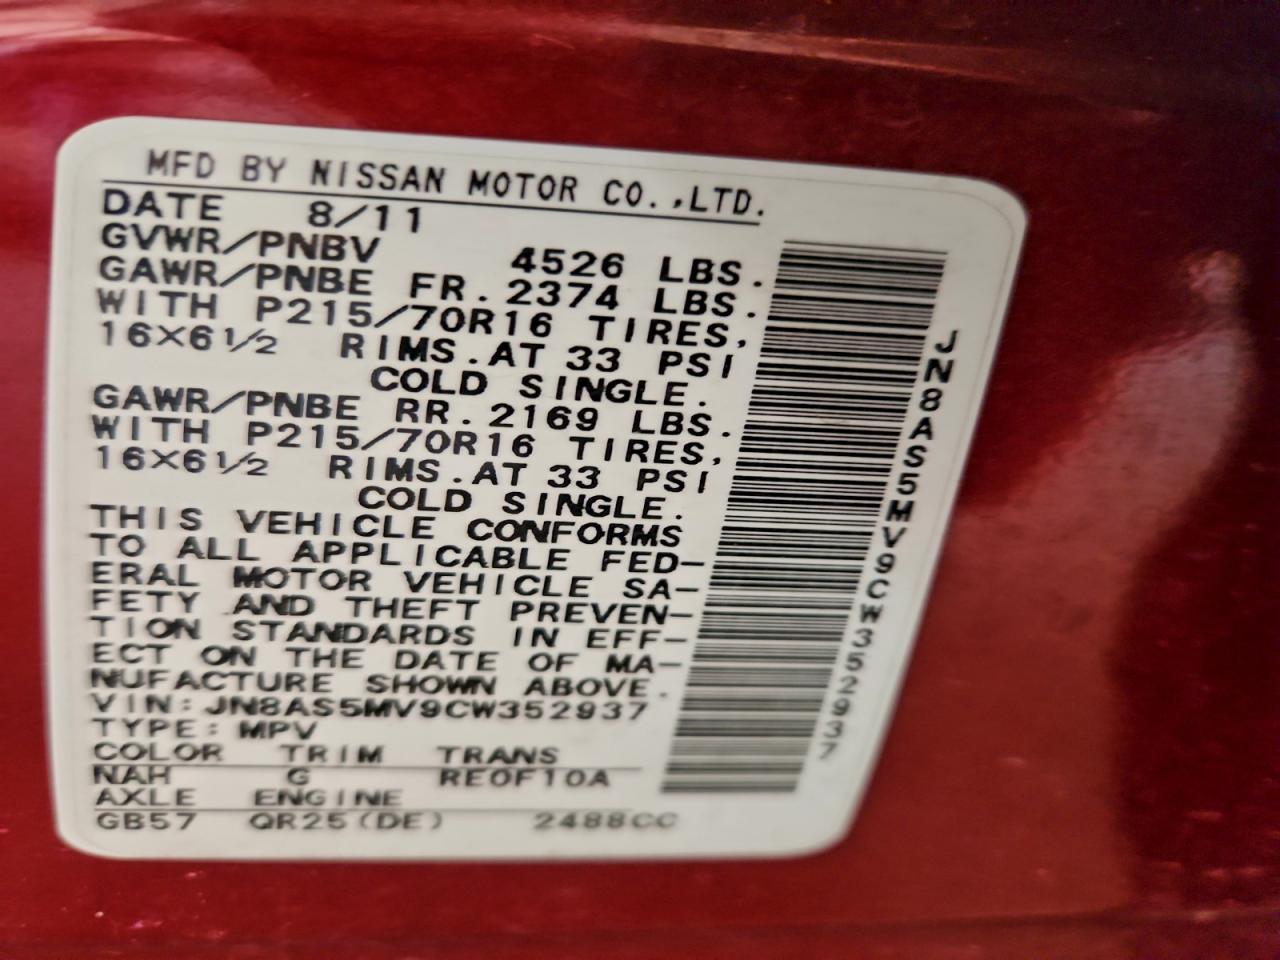 MFD BY NISSAN MOTOR CO.,LTD.
DATE 8/11
GVWR/PNBV 4526 LBS.
GAWR/PNBE FR. 2374 LBS.
WITH P215/70R16 TIRES,
16X6½ RIMS.AT 33 PSI
COLD SINGLE.
GAWR/PNBE RR. 2169 LBS.
WITH P215/70R16 TIRES,
16X6½ RIMS.AT 33 PSI
COLD SINGLE.
THIS VEHICLE CONFORMS
TO ALL APPLICABLE FED-
ERAL MOTOR VEHICLE SA-
FETY AND THEFT PREVEN-
TION STANDARDS IN EFF-
ECT ON THE DATE OF MA-
NUFACTURE SHOWN ABOVE.
VIN: JN8AS5MV9CW352937
TYPE: MPV
COLOR TRIM TRANS
NAH G RE0F10A
AXLE ENGINE
GB57 QR25(DE) 2488CC
JN8AS5MV9CW352937